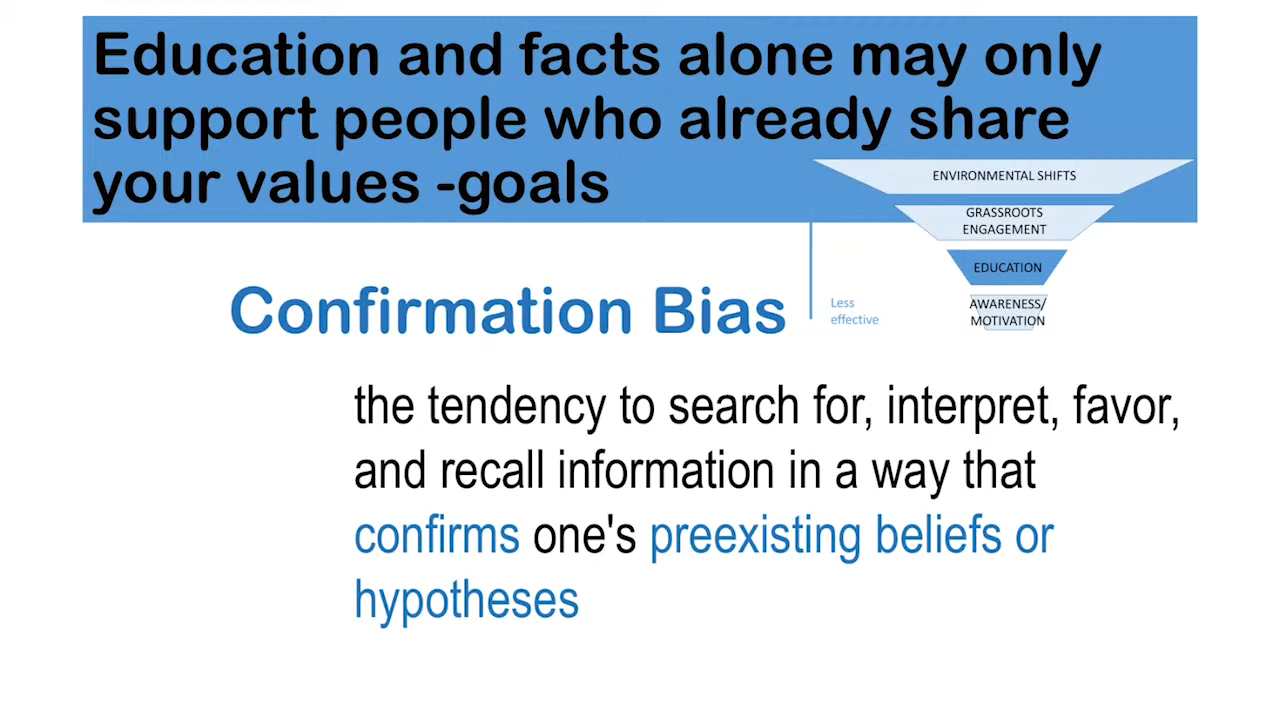 Education and facts alone may only
support people who already share
your values -goals
ENVIRONMENTAL SHIFTS
GRASSROOTS
ENGAGEMENT
EDUCATION
AWARENESS/
MOTIVATION
Less
effective
Confirmation Bias
the tendency to search for, interpret, favor,
and recall information in a way that
confirms one's preexisting beliefs or
hypotheses